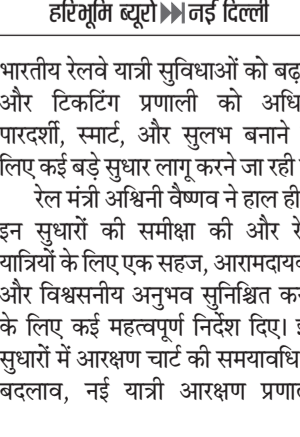 हरिभूमि ब्यूरो ▶▶ नई दिल्ली
भारतीय रेलवे यात्री सुविधाओं को बढ़
और टिकटिंग प्रणाली को अधि
पारदर्शी, स्मार्ट, और सुलभ बनाने
लिए कई बड़े सुधार लागू करने जा रही
रेल मंत्री अश्विनी वैष्णव ने हाल ही
इन सुधारों की समीक्षा की और रे
यात्रियों के लिए एक सहज, आरामदाय
और विश्वसनीय अनुभव सुनिश्चित कर
के लिए कई महत्वपूर्ण निर्देश दिए।
सुधारों में आरक्षण चार्ट की समयावधि
बदलाव, नई यात्री आरक्षण प्रणा